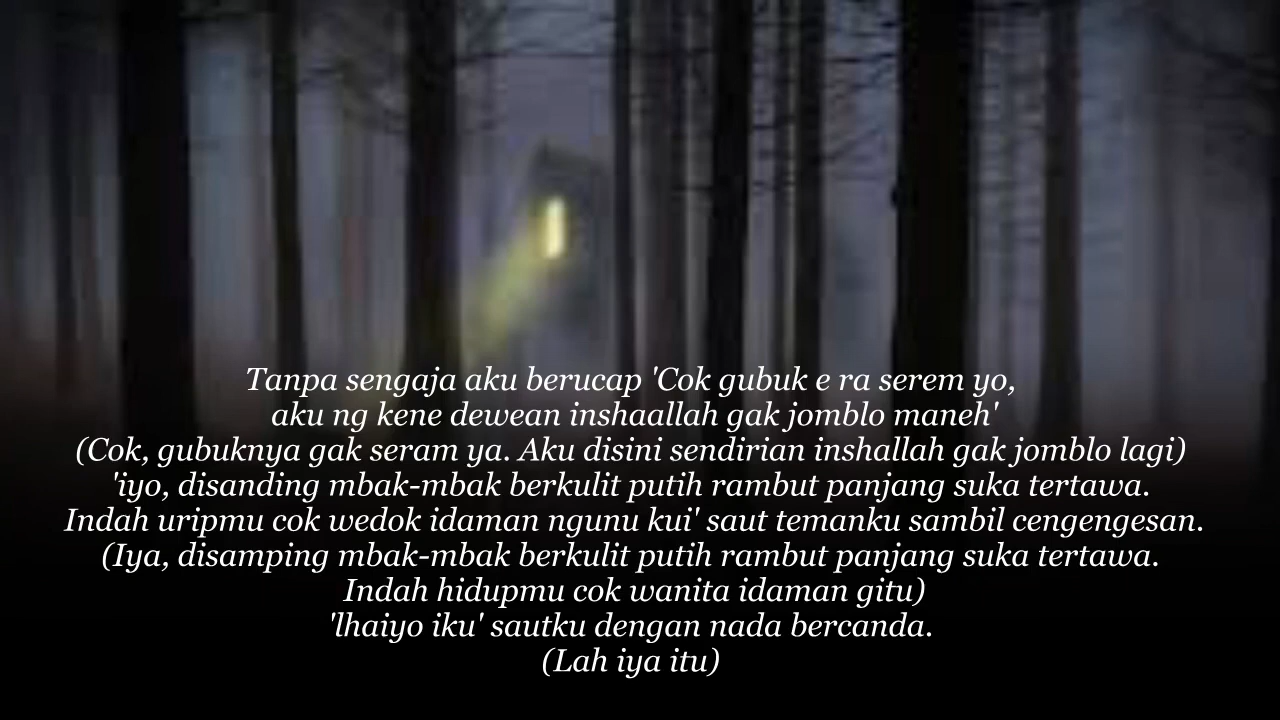 Tanpa sengaja aku berucap 'Cok gubuk e ra serem yo,
aku ng kene dewean inshaallah gak jomblo maneh'
(Cok, gubuknya gak seram ya. Aku disini sendirian inshallah gak jomblo lagi)
'iyo, disanding mbak-mbak berkulit putih rambut panjang suka tertawa.
Indah uripmu cok wedok idaman ngunu kui' saut temanku sambil cengengesan.
(Iya, disamping mbak-mbak berkulit putih rambut panjang suka tertawa.
Indah hidupmu cok wanita idaman gitu)
'lhaiyo iku' sautku dengan nada bercanda.
(Lah iya itu)